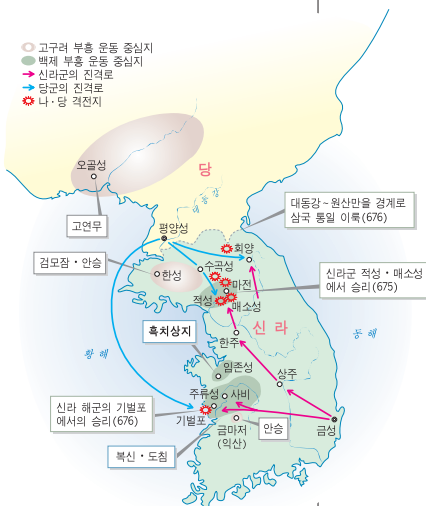 고구려 부흥 운동 중심지
백제 부흥 운동 중심지
신라군의 진격로
당군의 진격로
나·당 격전지
오골성
당
대동강
고연무
평양성
대동강~원산만을 경계로
삼국 통일 이룩(676)
회양
검모잠·안승
수곡성
한성
마전
신라군 적성·매소성
에서 승리(675)
적성
매소성
신라
흑치상지
한주
동해
황해
임존성
상주
주류성
사비
신라 해군의 기벌포
에서의 승리(676)
기벌포
금마저
(익산)
안승
금성
복신·도침